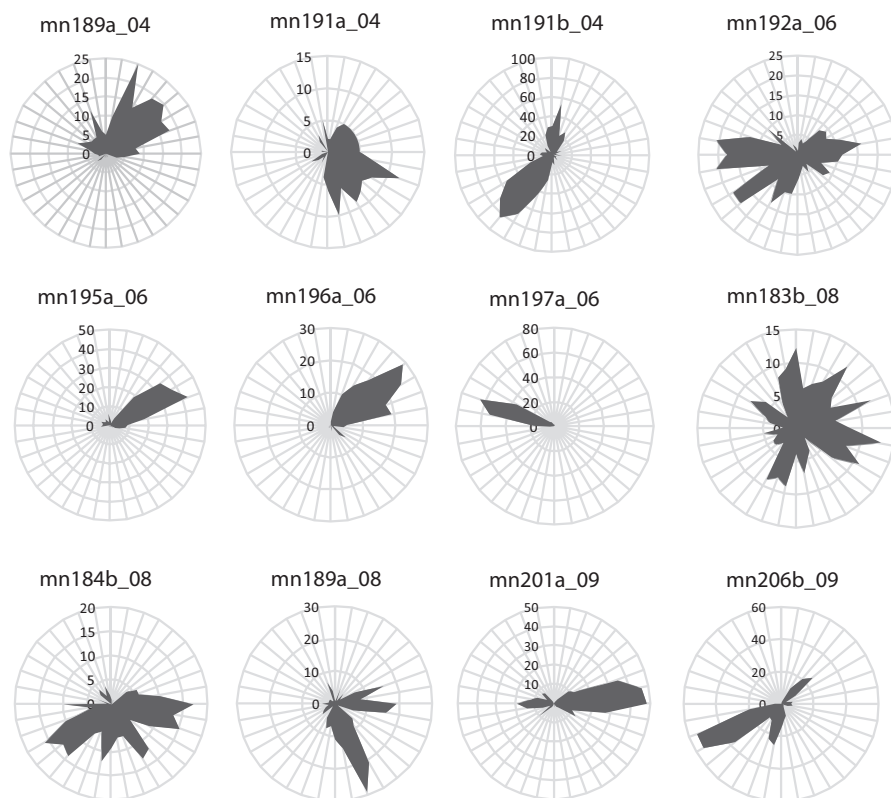 mn189a_04 mn191a_04 mn191b_04 mn192a_06
25 20 15 10 5 0
15 10 5 0
100 80 60 40 20 0
25 20 15 10 5
mn195a_06 mn196a_06 mn197a_06 mn183b_08
50 40 30 20 10 0
30 20 10 0
80 60 40 20 0
15 10 5
mn184b_08 mn189a_08 mn201a_09 mn206b_09
20 15 10 5 0
30 20 10 0
50 40 30 20 10 0
60 40 20 0